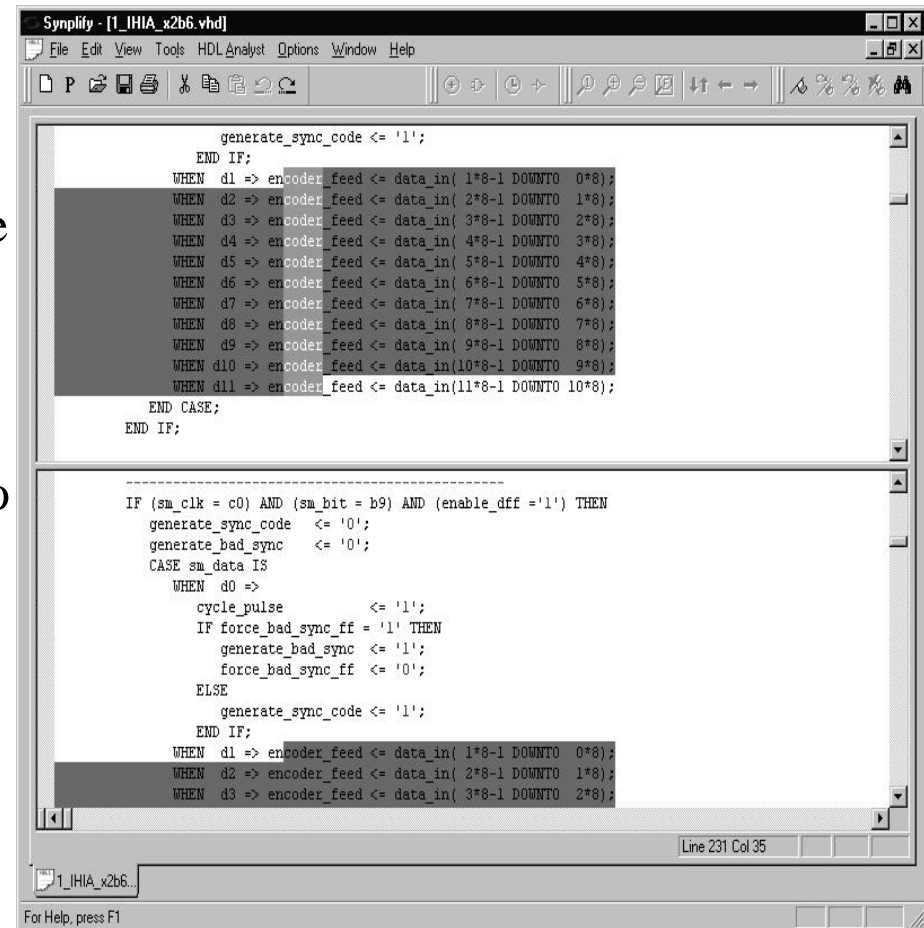 Synplify - [1_IHIA_x2b6.vhd]
File Edit View Tools HDL Analyst Options Window Help
P
generate_sync_code <= '1';
END IF;
WHEN d1 => encoder_feed <= data_in( 1*8-1 DOWNTO 0*8);
WHEN d2 => encoder_feed <= data_in( 2*8-1 DOWNTO 1*8);
e
WHEN d3 => encoder_feed <= data_in( 3*8-1 DOWNTO 2*8);
WHEN d4 => encoder_feed <= data_in( 4*8-1 DOWNTO 3*8);
WHEN d5 => encoder_feed <= data_in( 5*8-1 DOWNTO 4*8);
WHEN d6 => encoder_feed <= data_in( 6*8-1 DOWNTO 5*8);
WHEN d7 => encoder_feed <= data_in( 7*8-1 DOWNTO 6*8);
WHEN d8 => encoder_feed <= data_in( 8*8-1 DOWNTO 7*8);
WHEN d9 => encoder_feed <= data_in( 9*8-1 DOWNTO 8*8);
WHEN d10 => encoder_feed <= data_in(10*8-1 DOWNTO 9*8);
WHEN d11 => encoder_feed <= data_in(11*8-1 DOWNTO 10*8);
END CASE;
END IF;
------------------------------------------------
IF (sm_clk = c0) AND (sm_bit = b9) AND (enable_dff ='1') THEN
generate_sync_code <= '0';
generate_bad_sync <= '0';
CASE sm_data IS
WHEN d0 =>
cycle_pulse <= '1';
IF force_bad_sync_ff = '1' THEN
generate_bad_sync <= '1';
force_bad_sync_ff <= '0';
ELSE
generate_sync_code <= '1';
END IF;
WHEN d1 => encoder_feed <= data_in( 1*8-1 DOWNTO 0*8);
WHEN d2 => encoder_feed <= data_in( 2*8-1 DOWNTO 1*8);
WHEN d3 => encoder_feed <= data_in( 3*8-1 DOWNTO 2*8);
Line 231 Col 35
1_IHIA_x2b6...
For Help, press F1